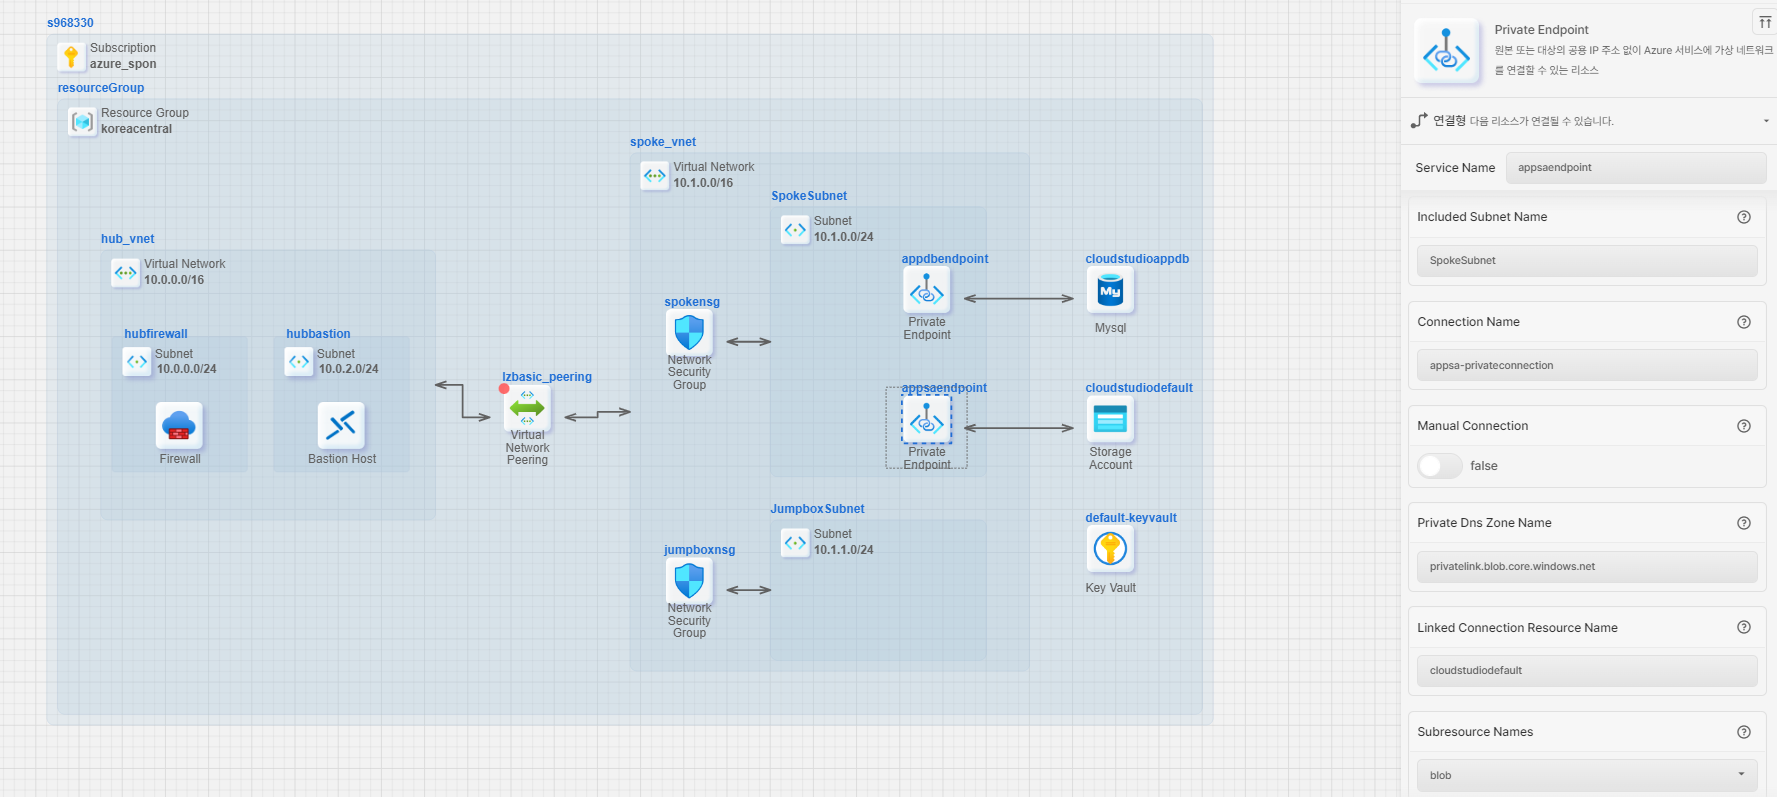 s968330
Subscription
azure_spon
resourceGroup
Resource Group
koreacentral
hub_vnet
Virtual Network
10.0.0.0/16
hubfirewall
Subnet
10.0.0.0/24
Firewall
hubbastion
Subnet
10.0.2.0/24
Bastion Host
lzbasic_peering
Virtual
Network
Peering
spoke_vnet
Virtual Network
10.1.0.0/16
SpokeSubnet
Subnet
10.1.0.0/24
spokensg
Network
Security
Group
appdbendpoint
Private
Endpoint
cloudstudioappdb
My
Mysql
appsaendpoint
Private
Endpoint
cloudstudiodefault
Storage
Account
JumpboxSubnet
Subnet
10.1.1.0/24
jumpboxnsg
Network
Security
Group
default-keyvault
Key Vault
Private Endpoint
원본 또는 대상의 공용 IP 주소 없이 Azure 서비스에 가상 네트워크
를 연결할 수 있는 리소스
연결형 다음 리소스가 연결될 수 있습니다.
Service Name appsaendpoint
Included Subnet Name
SpokeSubnet
Connection Name
appsa-privateconnection
Manual Connection
false
Private Dns Zone Name
privatelink.blob.core.windows.net
Linked Connection Resource Name
cloudstudiodefault
Subresource Names
blob